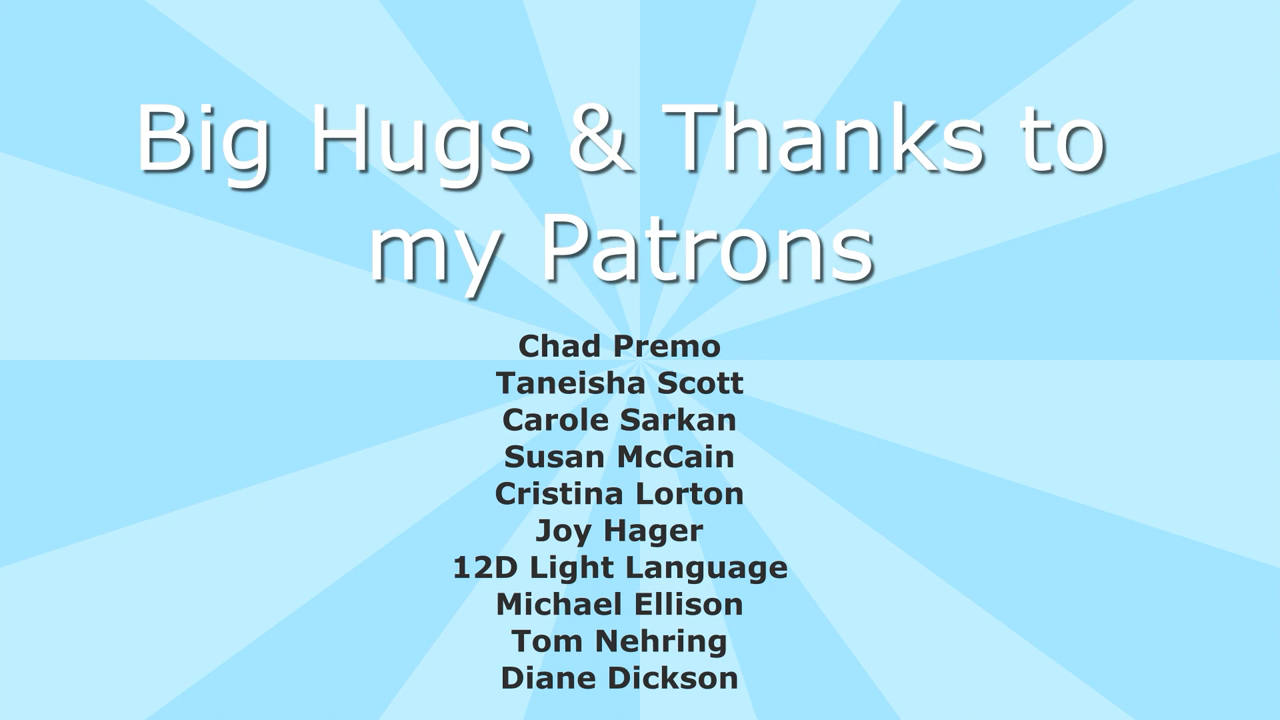 Big Hugs & Thanks to
my Patrons
Chad Premo
Taneisha Scott
Carole Sarkan
Susan McCain
Cristina Lorton
Joy Hager
12D Light Language
Michael Ellison
Tom Nehring
Diane Dickson